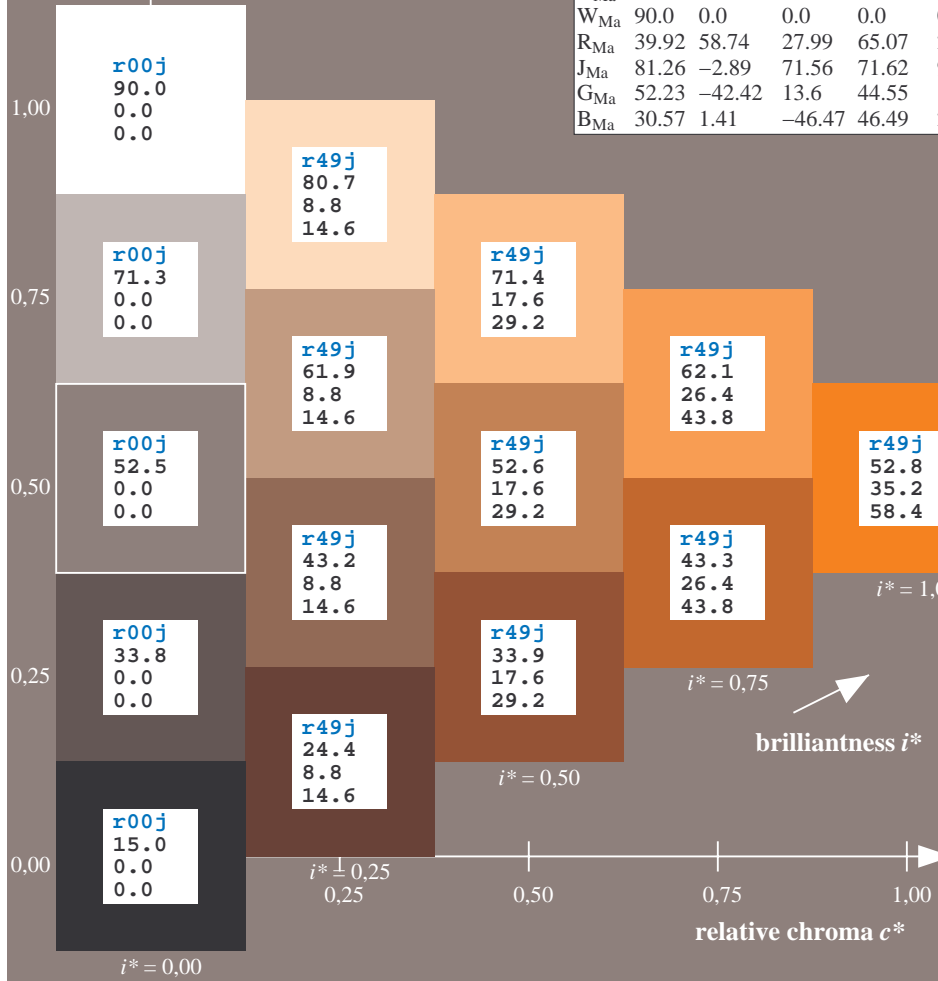 W Ma 90.0 0.0 0.0 0.0
R Ma 39.92 58.74 27.99 65.07
J Ma 81.26 −2.89 71.56 71.62
G Ma 52.23 −42.42 13.6 44.55
B Ma 30.57 1.41 −46.47 46.49
1,00
r00j
90.0
0.0
0.0
r49j
80.7
8.8
14.6
0,75
r00j
71.3
0.0
0.0
r49j
71.4
17.6
29.2
r49j
61.9
8.8
14.6
r49j
62.1
26.4
43.8
0,50
r00j
52.5
0.0
0.0
r49j
52.6
17.6
29.2
r49j
52.8
35.2
58.4
r49j
43.2
8.8
14.6
r49j
43.3
26.4
43.8
i* = 1,0
0,25
r00j
33.8
0.0
0.0
r49j
33.9
17.6
29.2
i* = 0,75
r49j
24.4
8.8
14.6
brilliantness i*
i* = 0,50
0,00
r00j
15.0
0.0
0.0
i* = 0,25
0,25
0,50
0,75
1,00
relative chroma c*
i* = 0,00